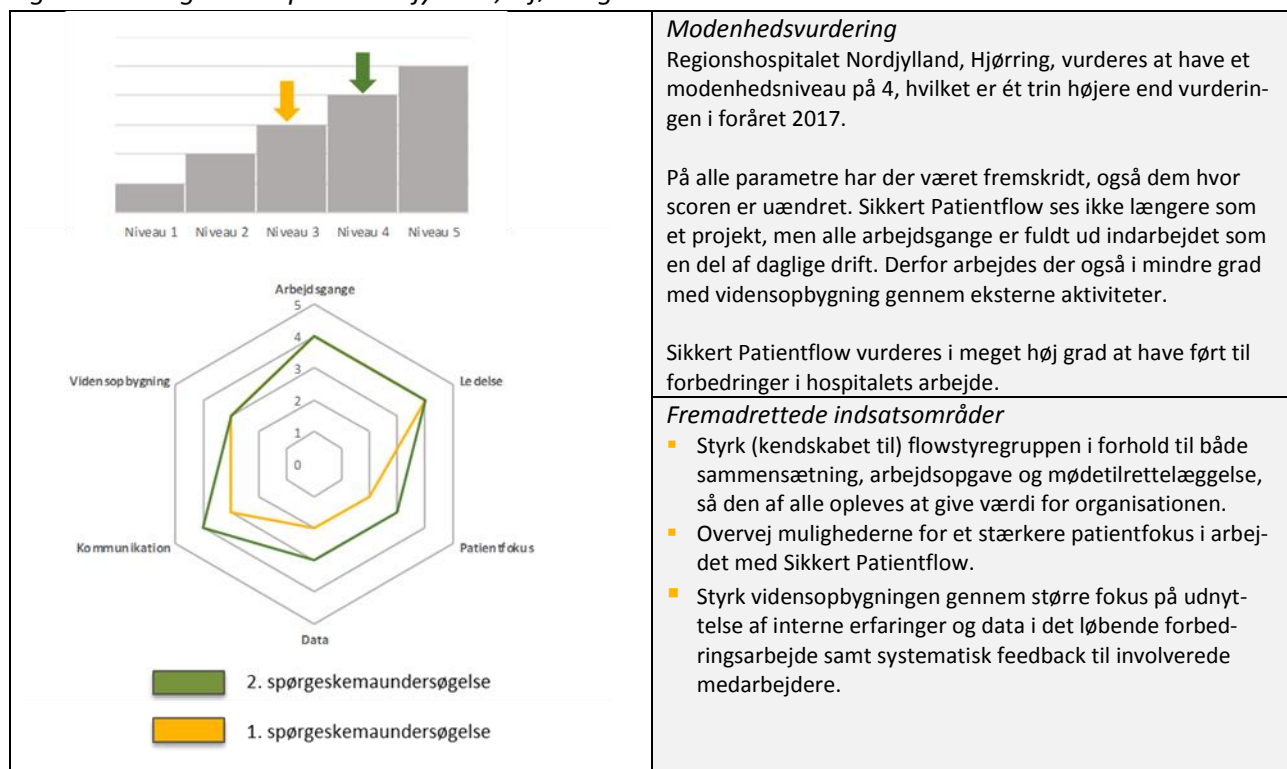 Niveau 1 Niveau 2 Niveau 3 Niveau 4 Niveau 5
Arbejdsgange
5
4
3
2
1
0
Vidensopbygning
Ledelse
Kommunikation
Patientfokus
Data
2. spørgeskemaundersøgelse
1. spørgeskemaundersøgelse
Modenhedsvurdering
Regionshospitalet Nordjylland, Hjørring, vurderes at have et
modenhedsniveau på 4, hvilket er ét trin højere end vurderin-
gen i foråret 2017.
På alle parametre har der været fremskridt, også dem hvor
scoren er uændret. Sikkert Patientflow ses ikke længere som
et projekt, men alle arbejdsgange er fuldt ud indarbejdet som
en del af daglige drift. Derfor arbejdes der også i mindre grad
med vidensopbygning gennem eksterne aktiviteter.
Sikkert Patientflow vurderes i meget høj grad at have ført til
forbedringer i hospitalets arbejde.
Fremadrettede indsatsområder
▪ Styrk (kendskabet til) flowstyregruppen i forhold til både
sammensætning, arbejdsopgave og mødetilrettelæggelse,
så den af alle opleves at give værdi for organisationen.
▪ Overvej mulighederne for et stærkere patientfokus i arbej-
det med Sikkert Patientflow.
▪ Styrk vidensopbygningen gennem større fokus på udnyt-
telse af interne erfaringer og data i det løbende forbed-
ringsarbejde samt systematisk feedback til involverede
medarbejdere.